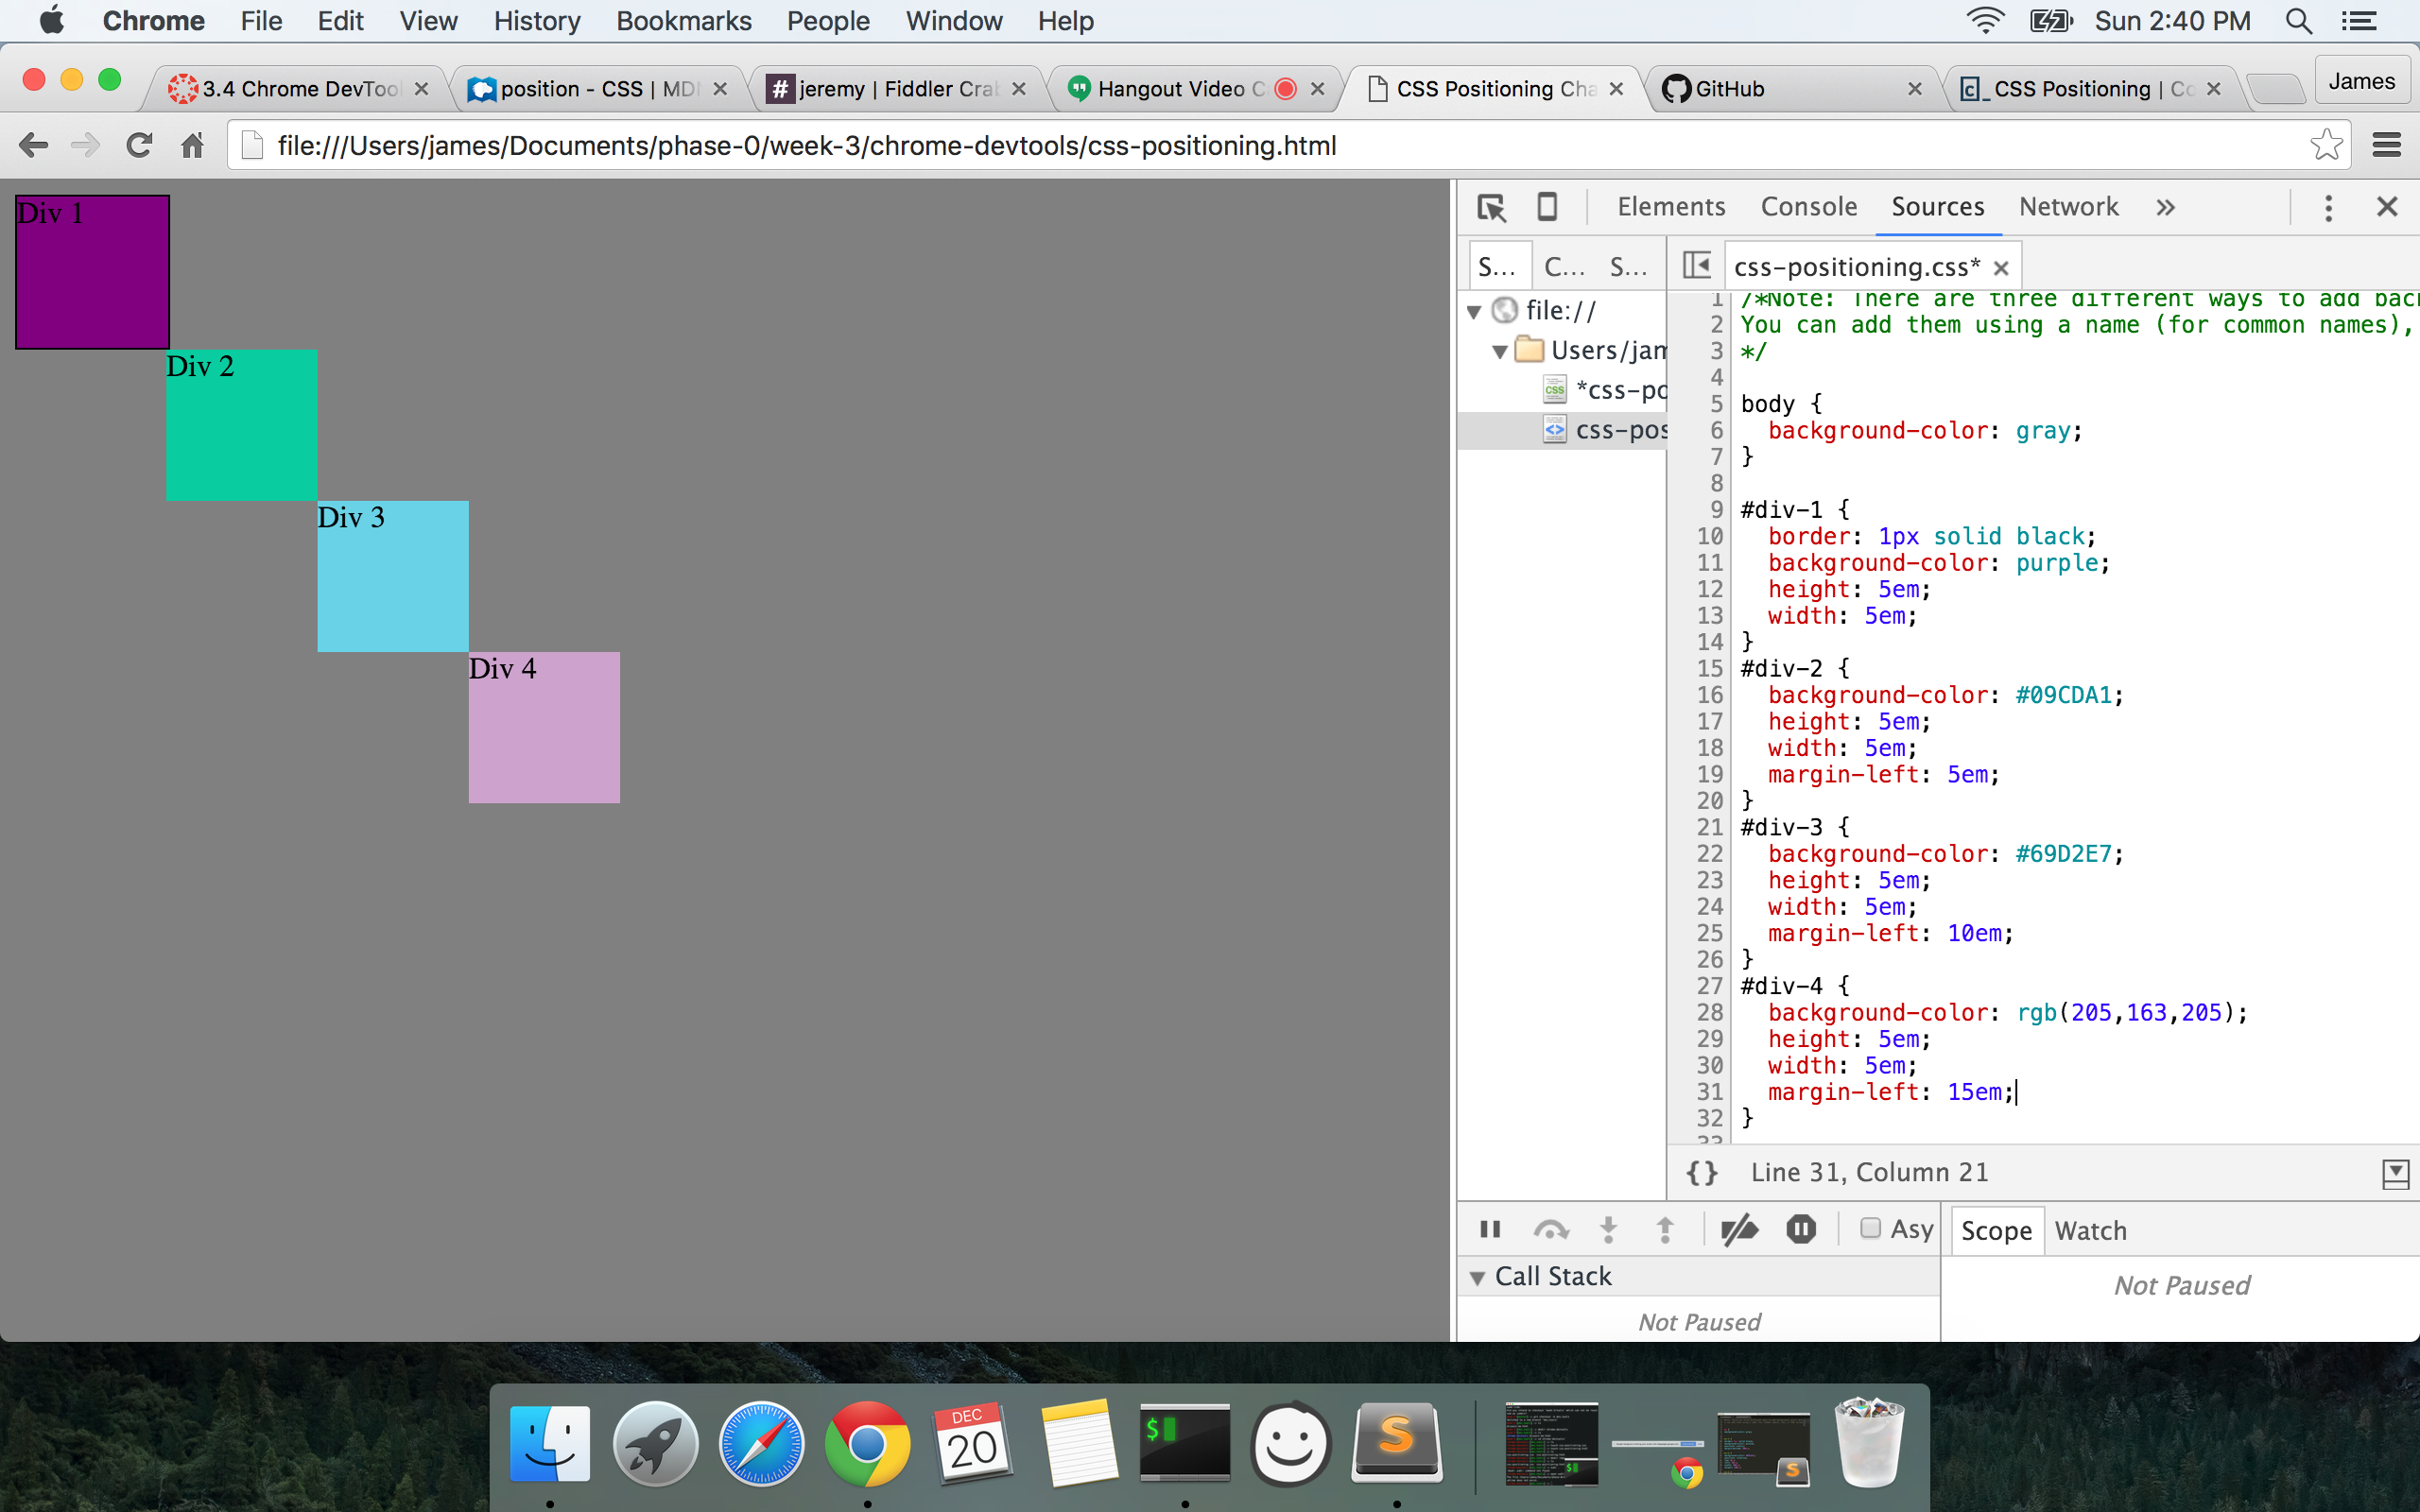 Chrome File Edit View History Bookmarks People Window Help Sun 2:40 PM
3.4 Chrome DevTool position - CSS | MD # jeremy | Fiddler Cra Hangout Video C CSS Positioning Cha GitHub c_ CSS Positioning | Co James
file:///Users/james/Documents/phase-0/week-3/chrome-devtools/css-positioning.html
Div 1
Div 2
Div 3
Div 4
Elements Console Sources Network »
S... C... S... css-positioning.css*
file://
Users/jam
*css-po
css-pos
1 /*Note: There are three different ways to add bac
2 You can add them using a name (for common names),
3 */
4
5 body {
6 background-color: gray;
7 }
8
9 #div-1 {
10 border: 1px solid black;
11 background-color: purple;
12 height: 5em;
13 width: 5em;
14 }
15 #div-2 {
16 background-color: #09CDA1;
17 height: 5em;
18 width: 5em;
19 margin-left: 5em;
20 }
21 #div-3 {
22 background-color: #69D2E7;
23 height: 5em;
24 width: 5em;
25 margin-left: 10em;
26 }
27 #div-4 {
28 background-color: rgb(205,163,205);
29 height: 5em;
30 width: 5em;
31 margin-left: 15em;
32 }
33
{} Line 31, Column 21
Asy Scope Watch
Call Stack
Not Paused
Not Paused
DEC
20
$
S